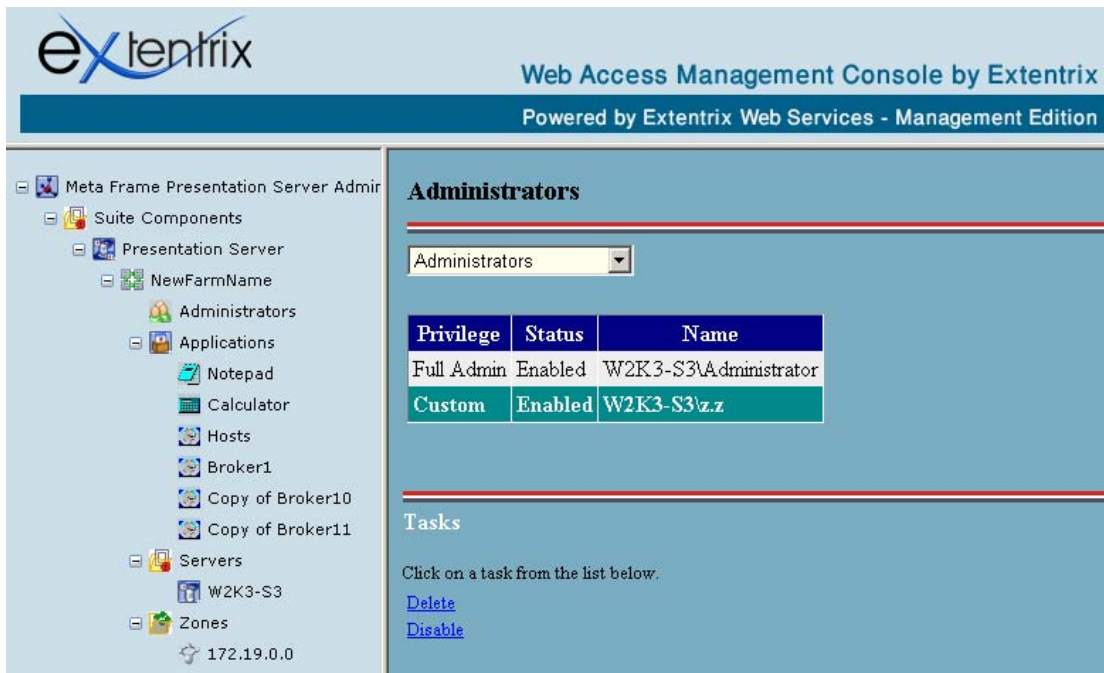 extentrix
Web Access Management Console by Extentrix
Powered by Extentrix Web Services - Management Edition
Meta Frame Presentation Server Admir
Suite Components
Presentation Server
NewFarmName
Administrators
Applications
Notepad
Calculator
Hosts
Broker1
Copy of Broker10
Copy of Broker11
Servers
W2K3-S3
Zones
172.19.0.0
Administrators
Administrators
Privilege Status Name
Full Admin Enabled W2K3-S3\Administrator
Custom Enabled W2K3-S3\z.z
Tasks
Click on a task from the list below.
Delete
Disable